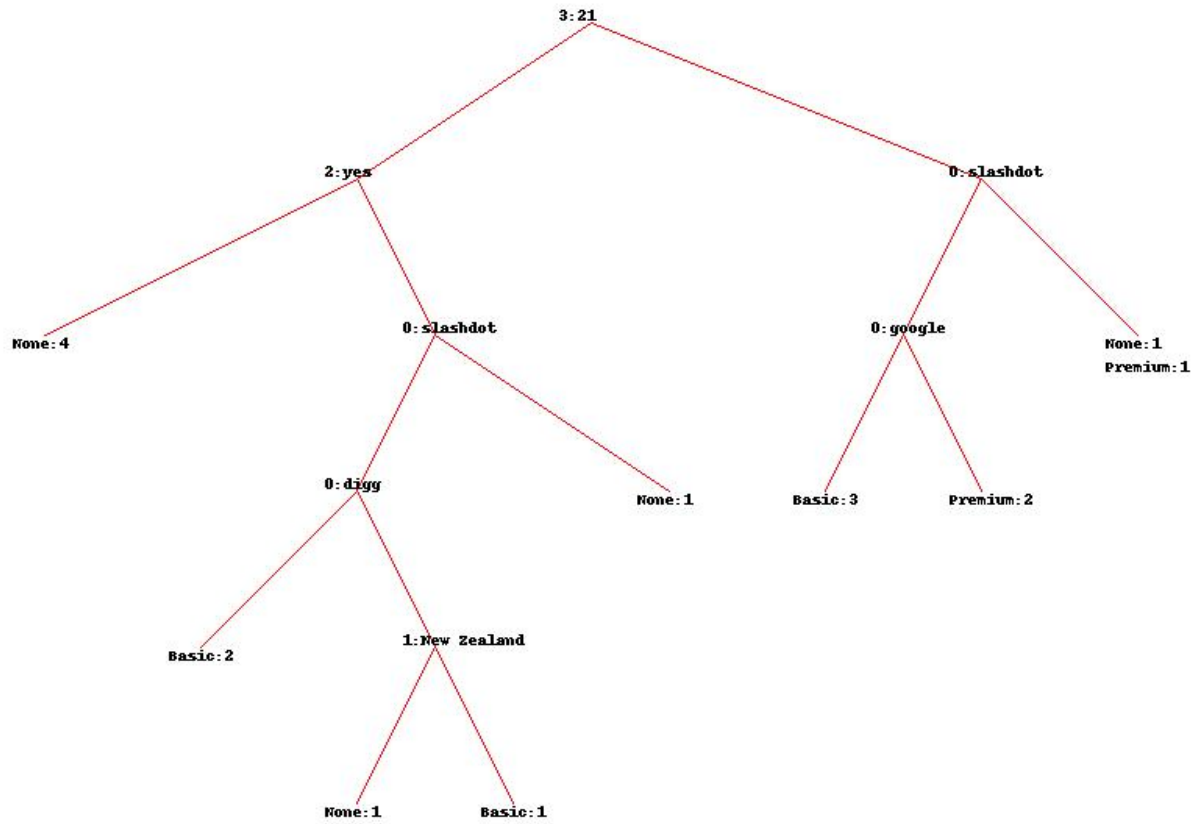 3:21
2:yes
0:slashdot
None:4
0:slashdot
0:google
None:1
Premium:1
0:digg
None:1
Basic:3
Premium:2
Basic:2
1:New Zealand
None:1
Basic:1